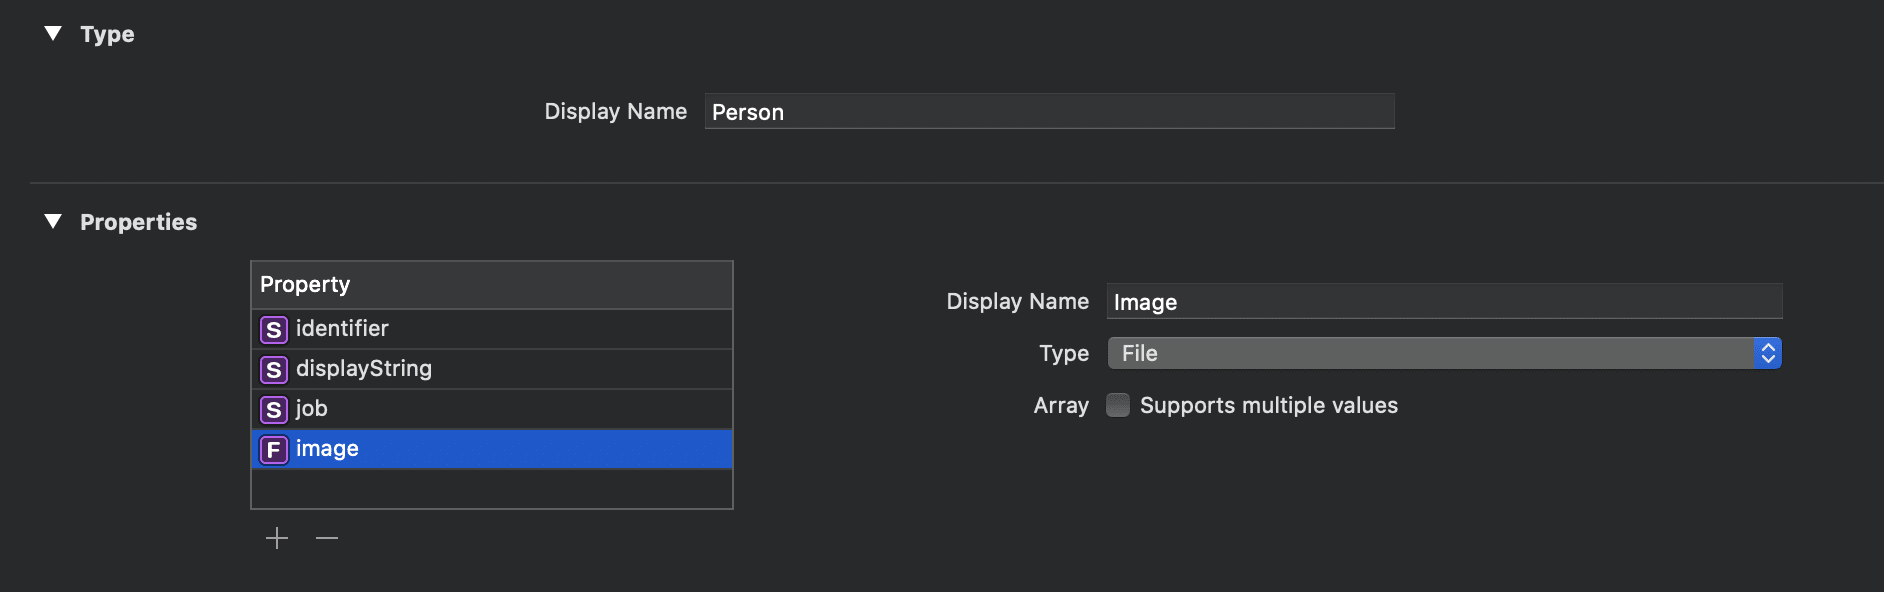 Type
Display Name Person
Properties
Property
S identifier
S displayString
S job
F image
Display Name Image
Type File
Array Supports multiple values